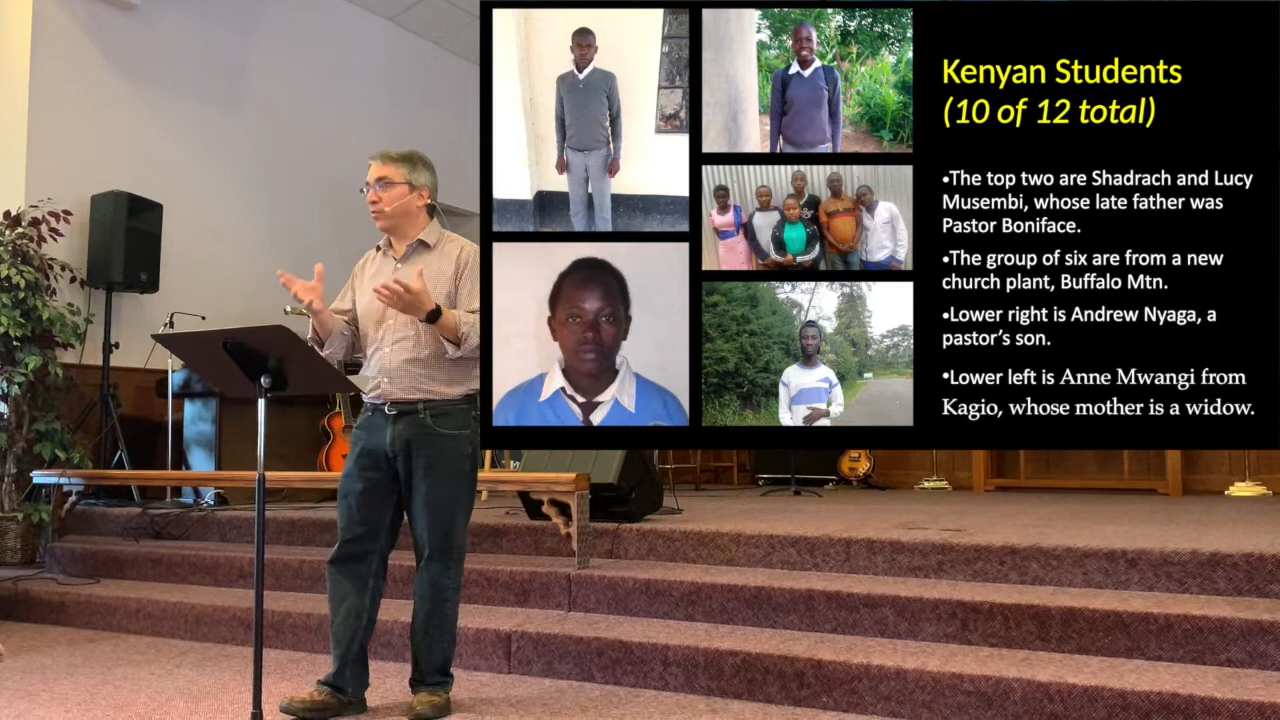 Kenyan Students
(10 of 12 total)
•The top two are Shadrach and Lucy
Musembi, whose late father was
Pastor Boniface.
•The group of six are from a new
church plant, Buffalo Mtn.
•Lower right is Andrew Nyaga, a
pastor’s son.
•Lower left is Anne Mwangi from
Kagio, whose mother is a widow.